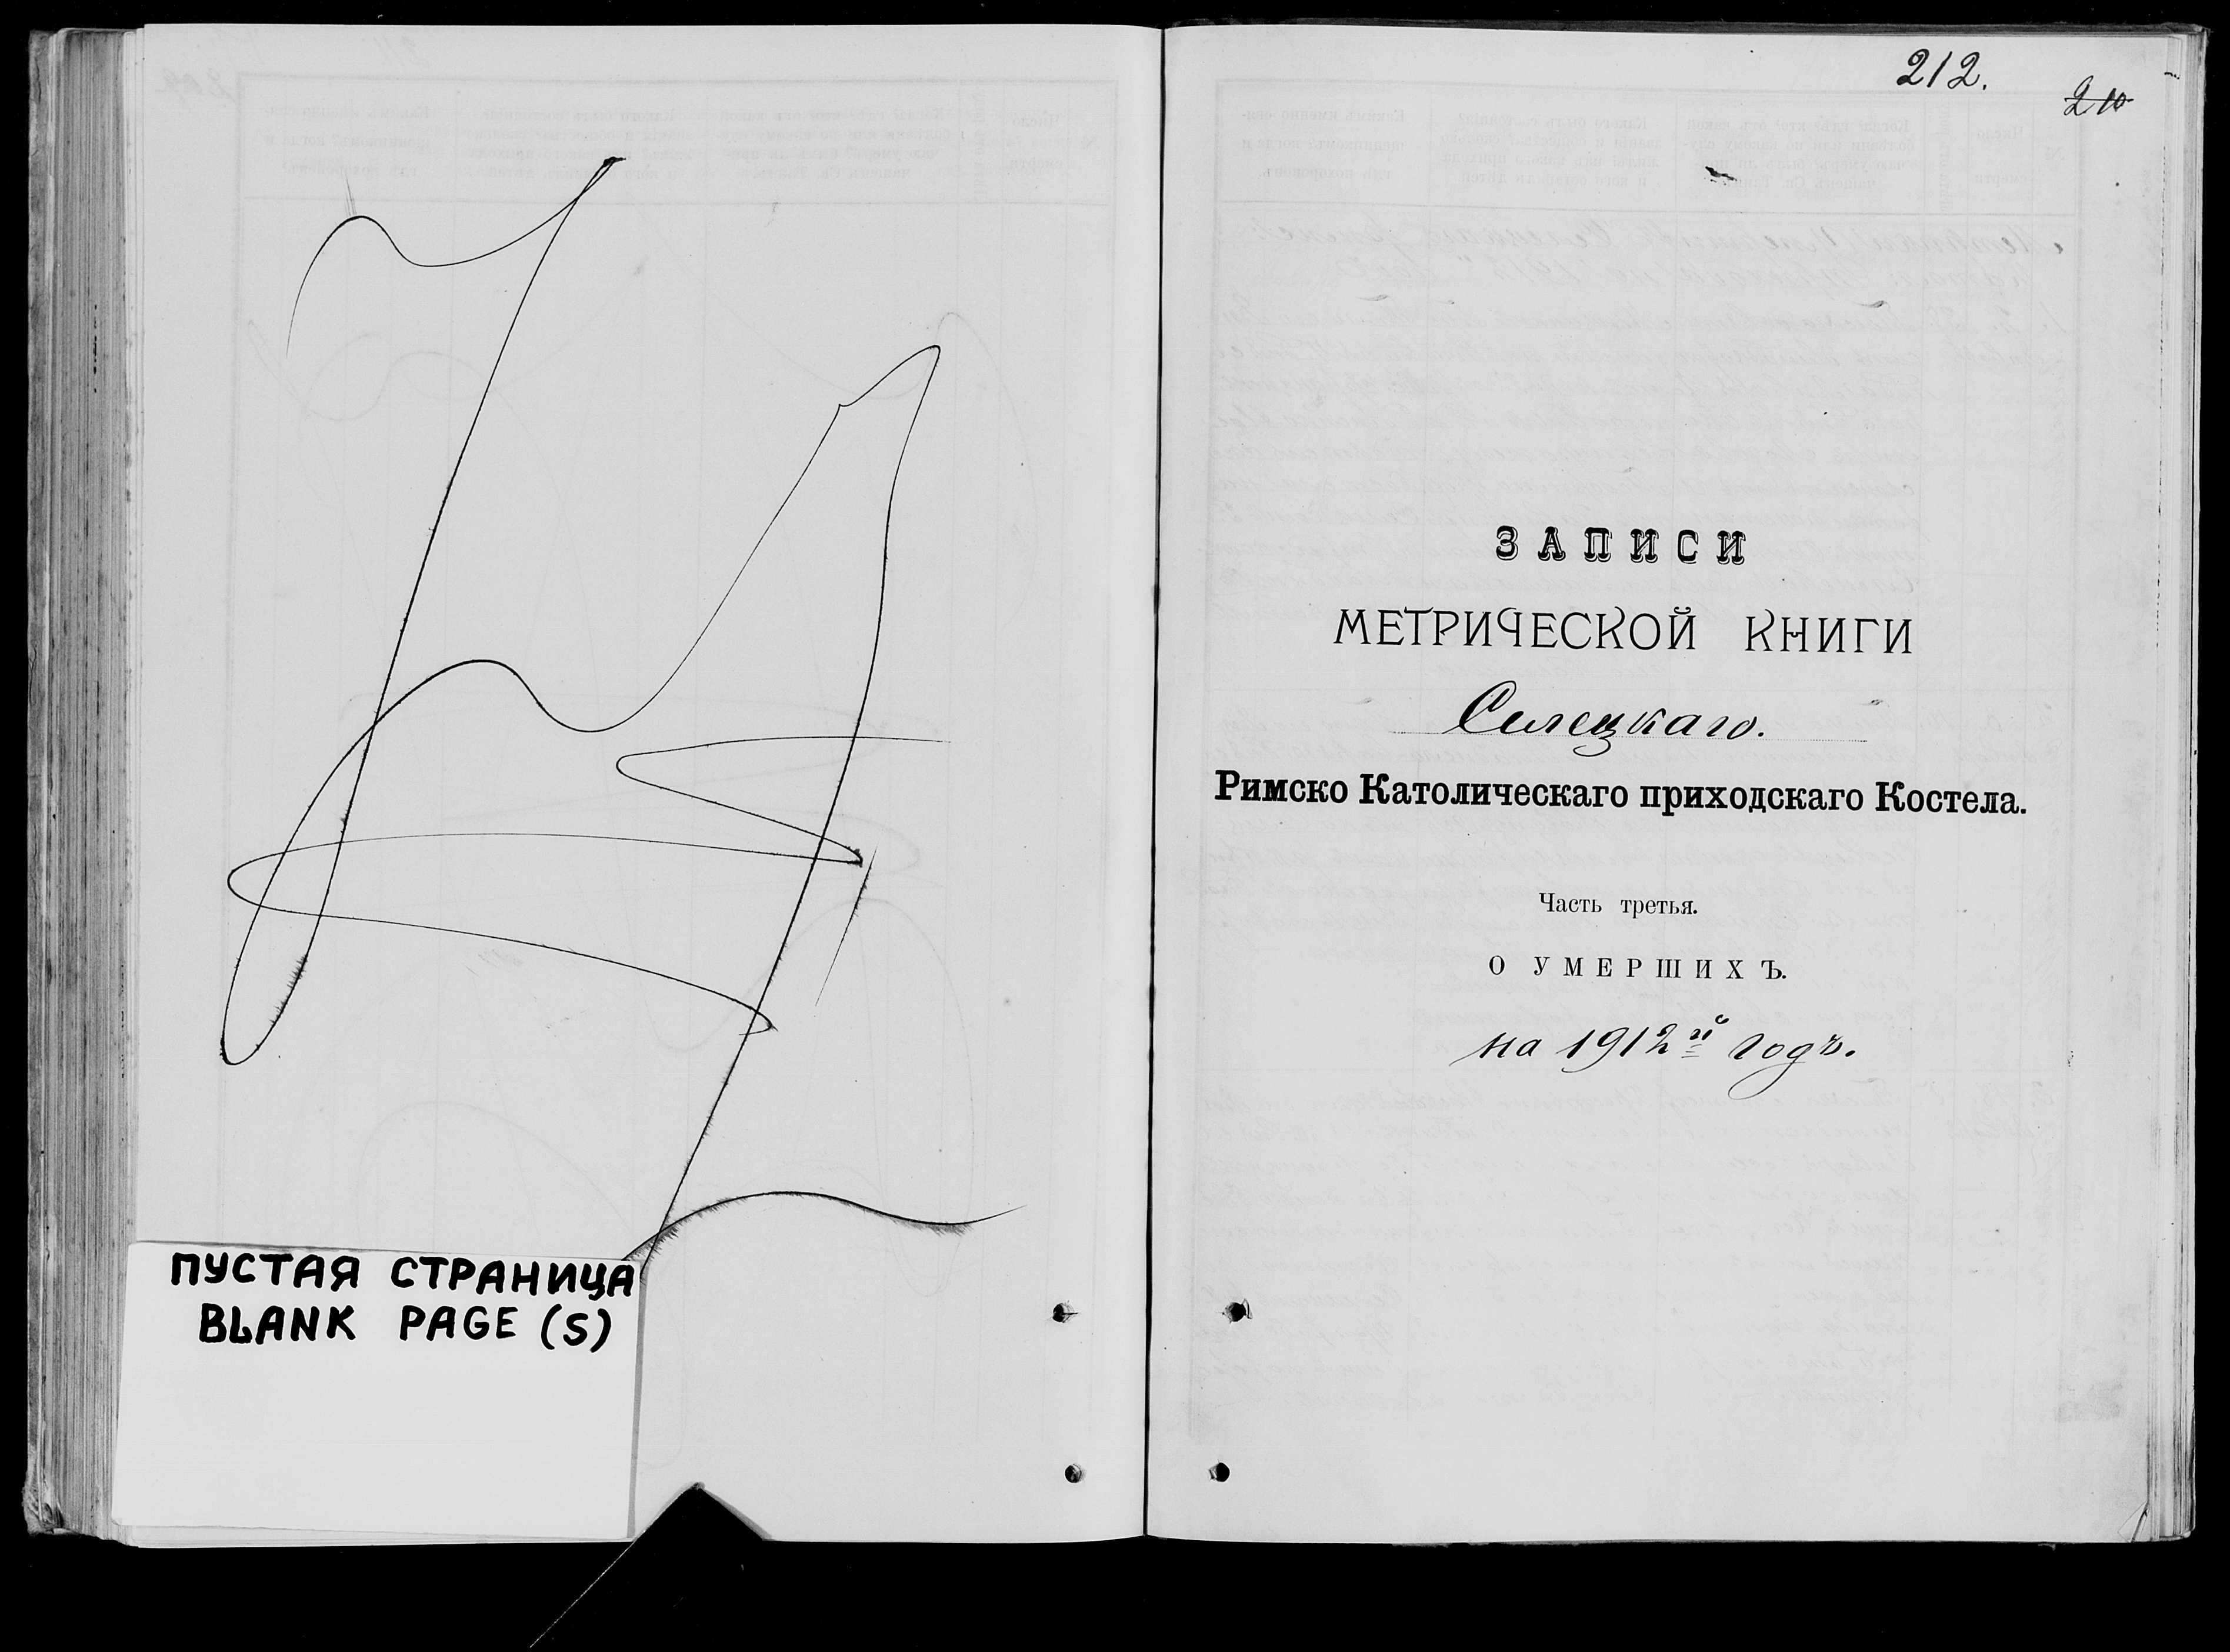 ПУСТАЯ СТРАНИЦА
BLANK PAGE (S)
212.
210
ЗАПИСИ
МЕТРИЧЕСКОЙ КНИГИ
Селецкаго.
Римско Католическаго приходскаго Костела.
Часть третья.
О УМЕРШИХЪ.
на 1912й годъ.